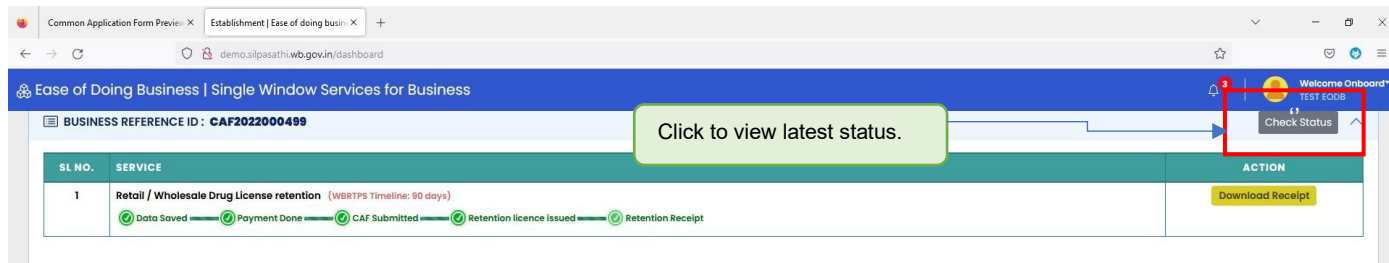 Common Application Form Preview
Establishment | Ease of doing busin
demo.silpasathi.wb.gov.in/dashboard
Ease of Doing Business | Single Window Services for Business
3
Welcome Onboard
TEST EODB
BUSINESS REFERENCE ID : CAF2022000499
Click to view latest status.
Check Status
SL NO. SERVICE ACTION
1 Retail / Wholesale Drug License retention (WBRTPS Timeline: 90 days) Download Receipt
Data Saved Payment Done CAF Submitted Retention licence issued Retention Receipt